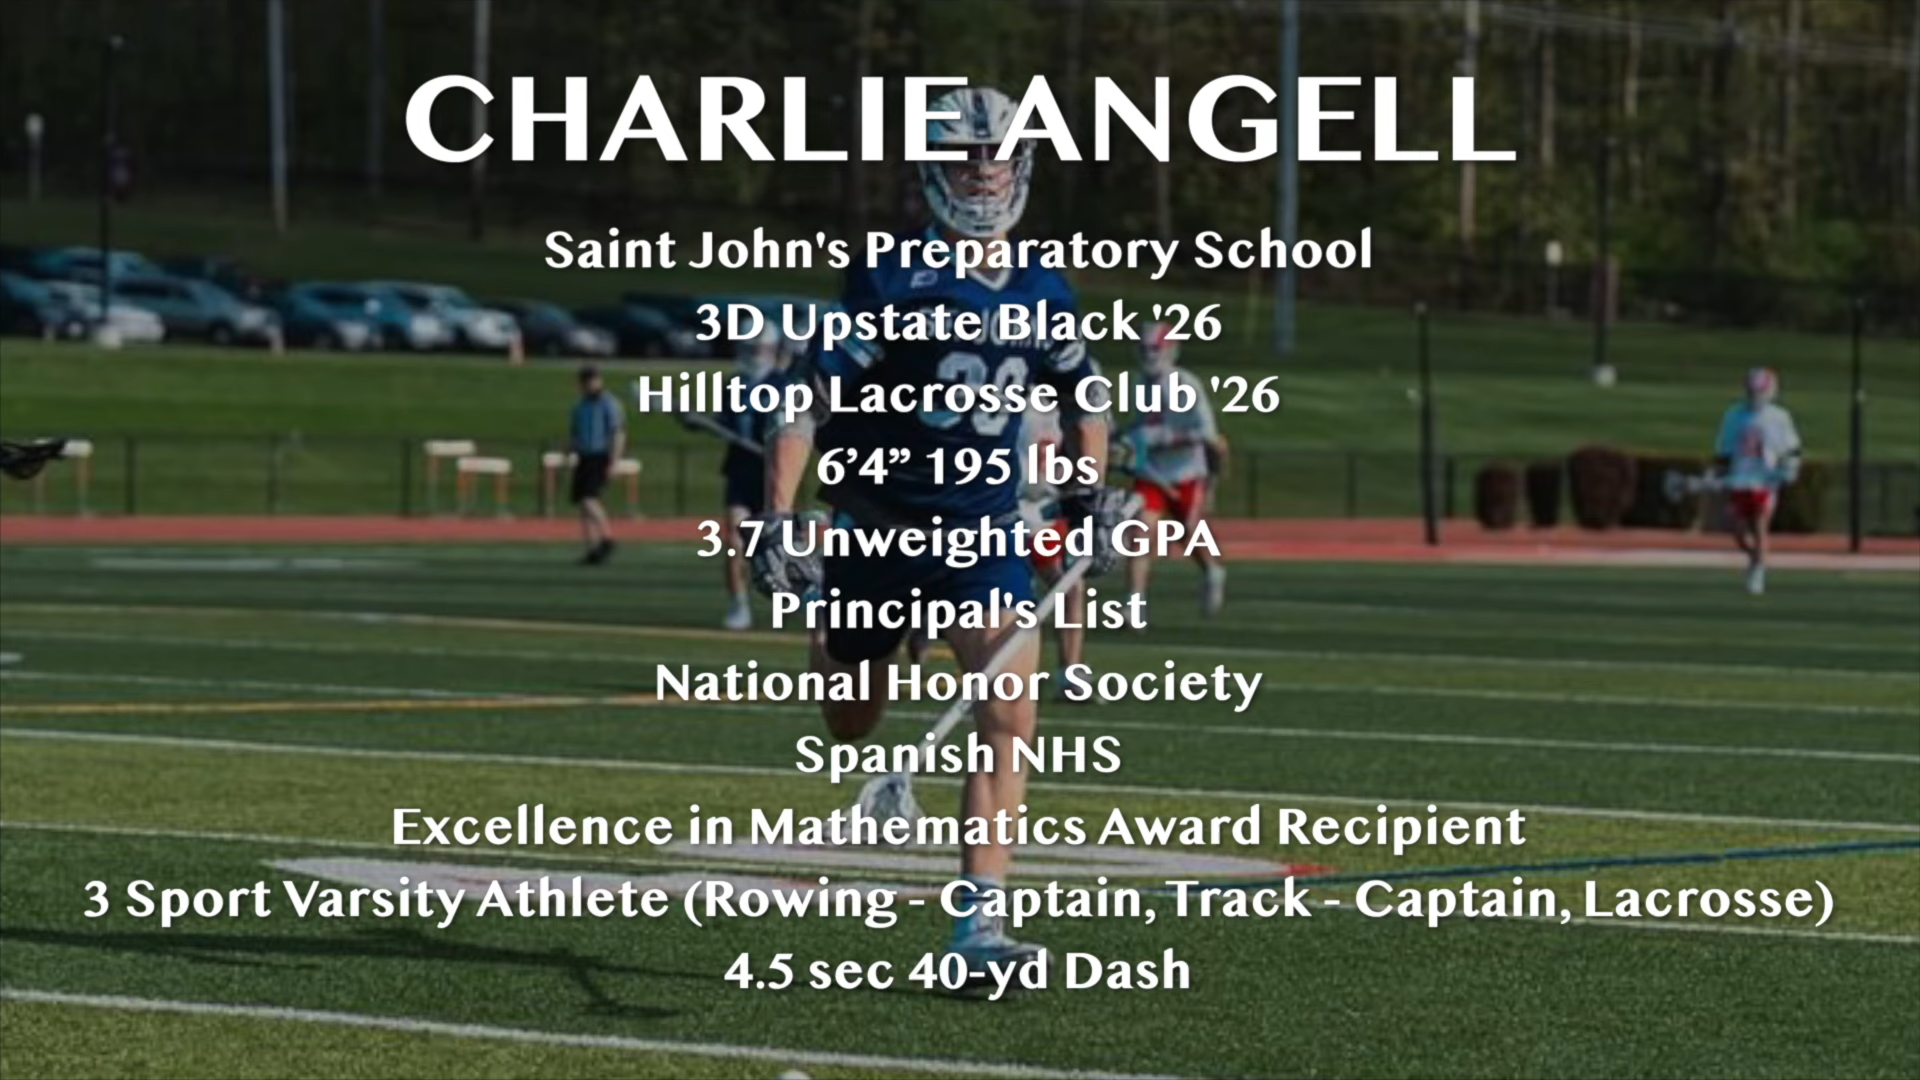 CHARLIE ANGELL
Saint John's Preparatory School
3D Upstate Black '26
Hilltop Lacrosse Club '26
6’4” 195 lbs
3.7 Unweighted GPA
Principal's List
National Honor Society
Spanish NHS
Excellence in Mathematics Award Recipient
3 Sport Varsity Athlete (Rowing - Captain, Track - Captain, Lacrosse)
4.5 sec 40-yd Dash